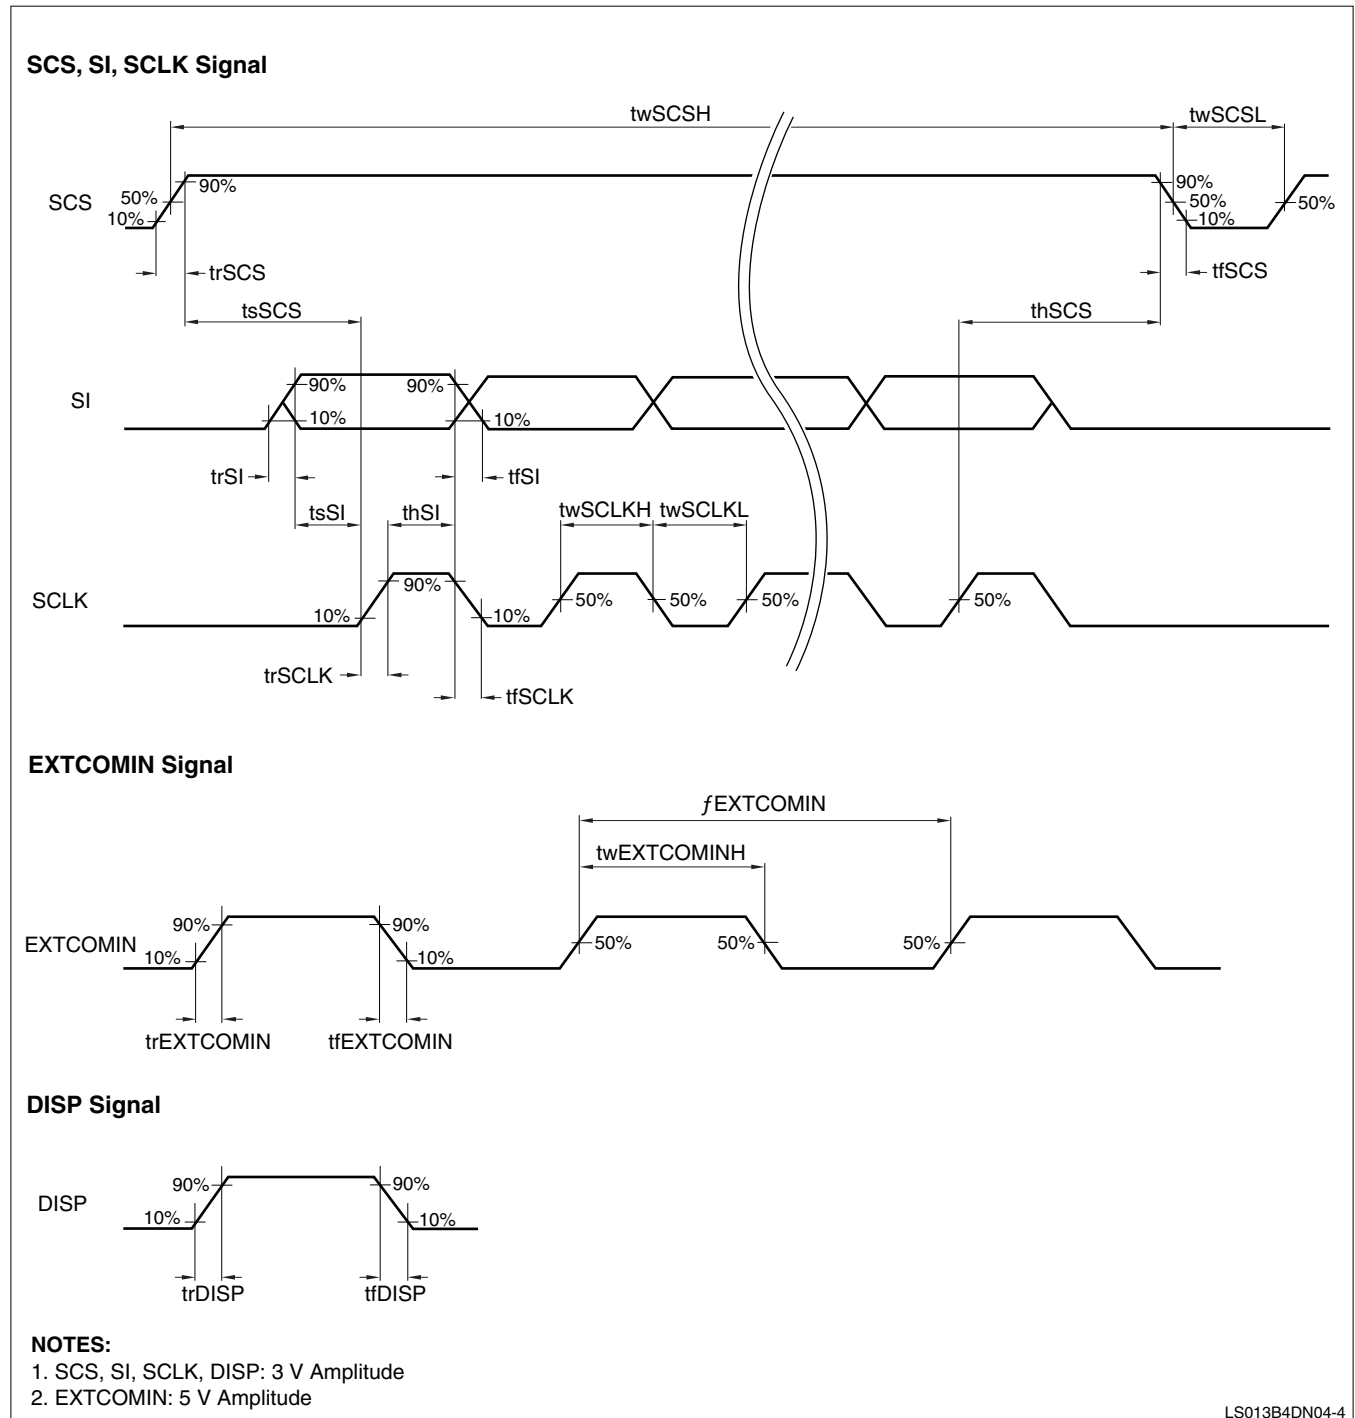 SCS, SI, SCLK Signal
twSCSH
twSCSL
SCS
50%
90%
10%
90%
50%
10%
50%
trSCS
tfSCS
tsSCS
thSCS
SI
90%
90%
10%
10%
trSI
tfSI
tsSI
thSI
twSCLKH
twSCLKL
SCLK
10%
90%
10%
50%
50%
50%
50%
trSCLK
tfSCLK
EXTCOMIN Signal
ƒEXTCOMIN
twEXTCOMINH
EXTCOMIN
90%
10%
90%
10%
50%
50%
50%
trEXTCOMIN
tfEXTCOMIN
DISP Signal
DISP
90%
10%
90%
10%
trDISP
tfDISP
NOTES:
1. SCS, SI, SCLK, DISP: 3 V Amplitude
2. EXTCOMIN: 5 V Amplitude
LS013B4DN04-4